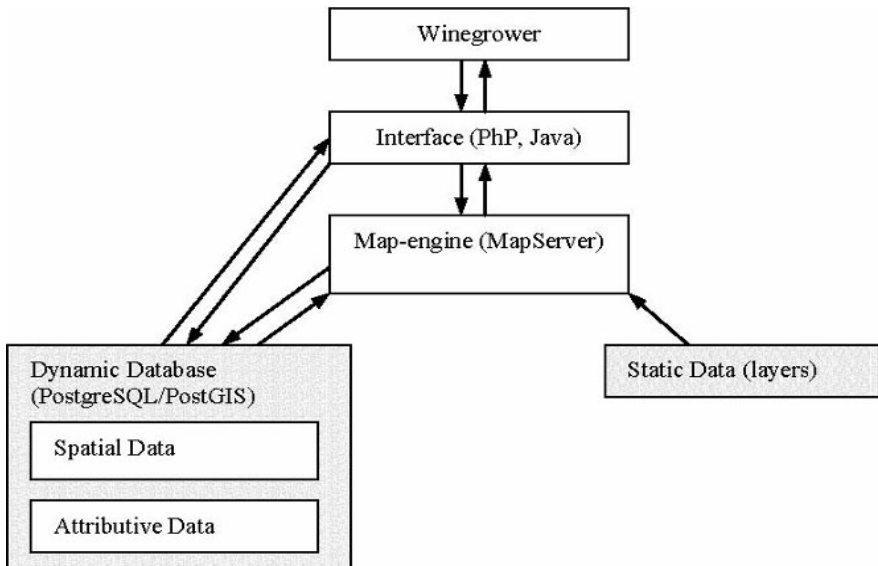 Winegrower
Interface (PhP, Java)
Map-engine (MapServer)
Dynamic Database
(PostgreSQL/PostGIS)
Spatial Data
Attributive Data
Static Data (layers)